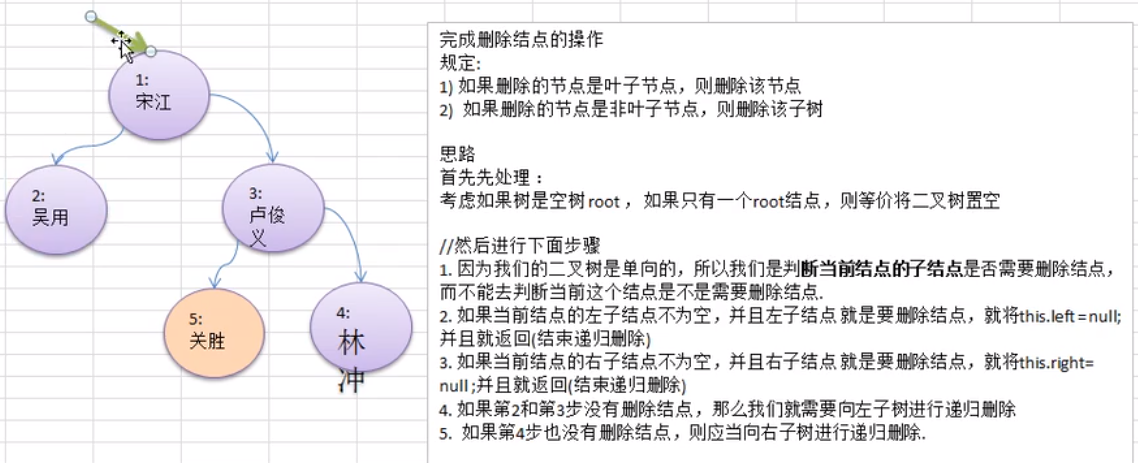 1:
宋江
2:
吴用
3:
卢俊
义
5:
关胜
4:
林
冲
完成删除结点的操作
规定:
1) 如果删除的节点是叶子节点，则删除该节点
2) 如果删除的节点是非叶子节点，则删除该子树
思路
首先先处理：
考虑如果树是空树root，如果只有一个root结点，则等价将二叉树置空
//然后进行下面步骤
1. 因为我们的二叉树是单向的，所以我们是判断当前结点的子结点是否需要删除结点，
而不能去判断当前这个结点是不是需要删除结点.
2. 如果当前结点的左子结点不为空，并且左子结点 就是要删除结点，就将this.left = null;
并且就返回(结束递归删除)
3. 如果当前结点的右子结点不为空，并且右子结点 就是要删除结点，就将this.right=
null ;并且就返回(结束递归删除)
4. 如果第2和第3步没有删除结点，那么我们就需要向左子树进行递归删除
5. 如果第4步也没有删除结点，则应当向右子树进行递归删除.